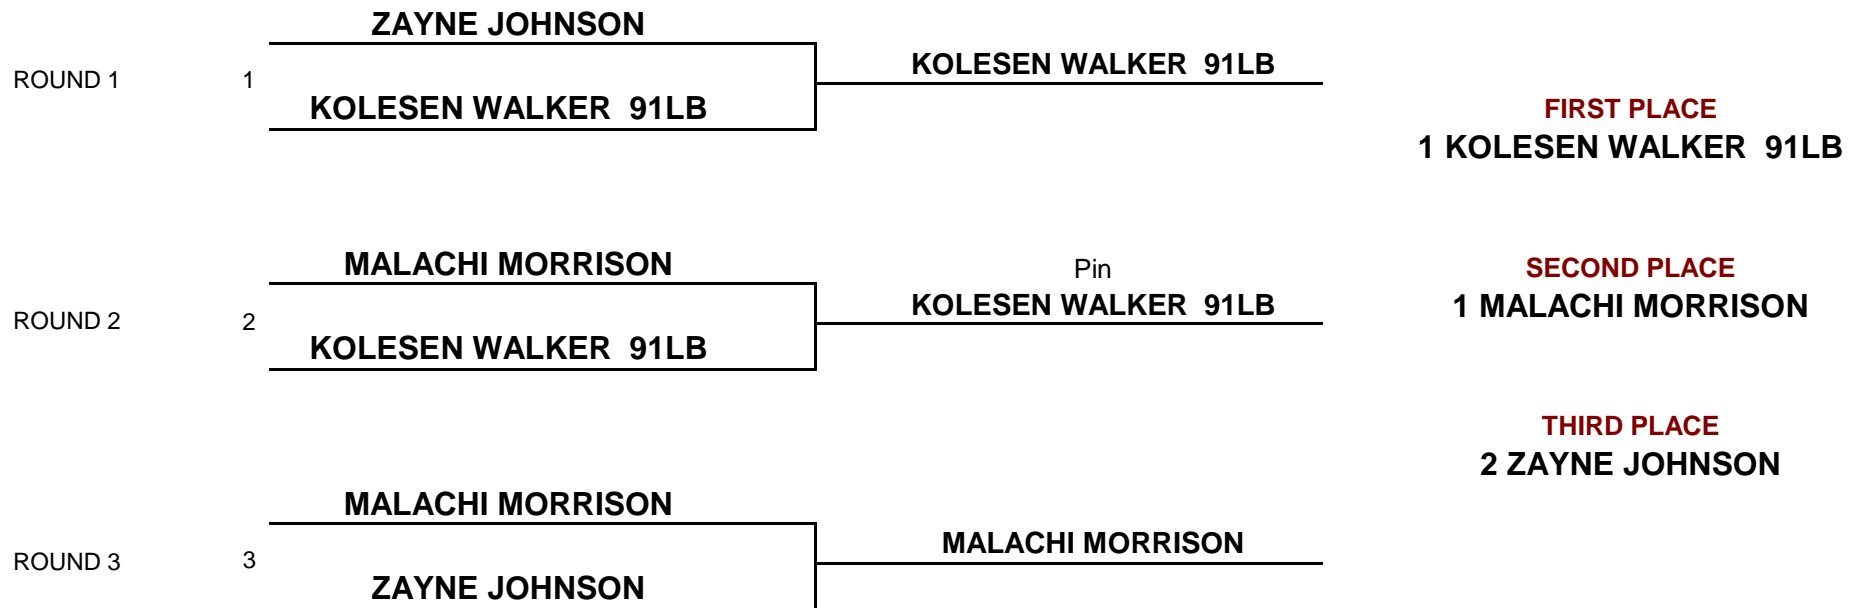 ZAYNE JOHNSON
ROUND 1 1 KOLESEN WALKER 91LB
KOLESEN WALKER 91LB
FIRST PLACE
1 KOLESEN WALKER 91LB
MALACHI MORRISON
Pin
SECOND PLACE
ROUND 2 2 KOLESEN WALKER 91LB
1 MALACHI MORRISON
KOLESEN WALKER 91LB
THIRD PLACE
2 ZAYNE JOHNSON
MALACHI MORRISON
ROUND 3 3 MALACHI MORRISON
ZAYNE JOHNSON